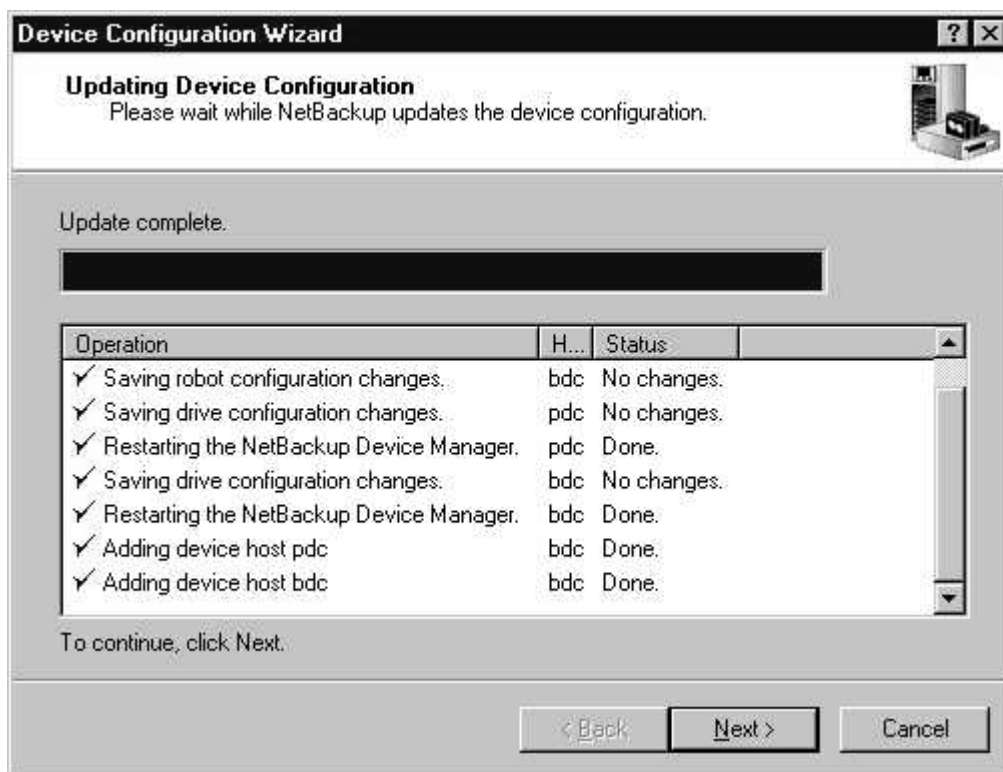 Device Configuration Wizard
Updating Device Configuration
Please wait while NetBackup updates the device configuration.
Update complete.
Operation H... Status
Saving robot configuration changes. bdc No changes.
Saving drive configuration changes. pdc No changes.
Restarting the NetBackup Device Manager. pdc Done.
Saving drive configuration changes. bdc No changes.
Restarting the NetBackup Device Manager. bdc Done.
Adding device host pdc bdc Done.
Adding device host bdc bdc Done.
To continue, click Next.
< Back Next > Cancel